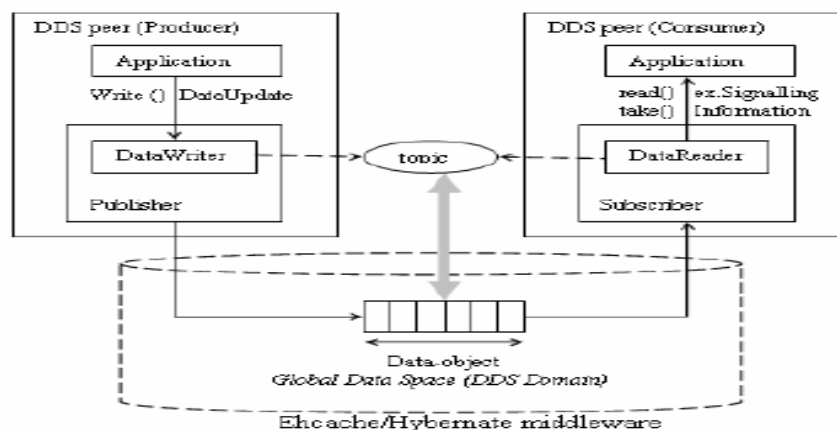 DDS peer (Producer)
Application
Write () DataUpdate
DataWriter
Publisher
topic
DDS peer (Consumer)
Application
read() ex.Signalling
take() Information
DataReader
Subscriber
Data-object
Global Data Space (DDS Domain)
Ehcache/Hybernate middleware